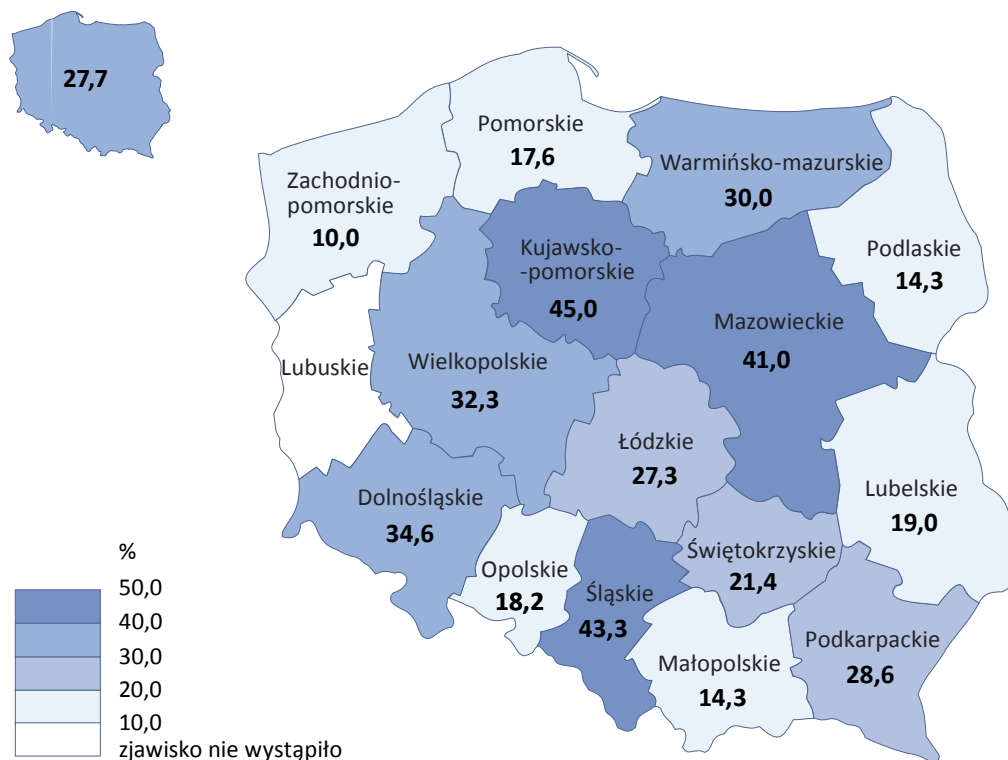 27,7
Pomorskie
17,6
Warmińsko-mazurskie
30,0
Zachodnio-
pomorskie
10,0
Podlaskie
14,3
Kujawsko-
-pomorskie
45,0
Mazowieckie
41,0
Lubuskie
Wielkopolskie
32,3
Łódzkie
27,3
Dolnośląskie
34,6
Lubelskie
19,0
Opolskie
18,2
Śląskie
43,3
Świętokrzyskie
21,4
Małopolskie
14,3
Podkarpackie
28,6
%
50,0
40,0
30,0
20,0
10,0
zjawisko nie wystąpiło